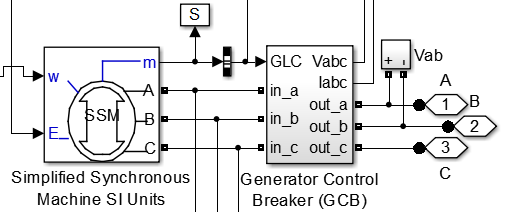 S
w
E_
m
A
B
C
SSM
Simplified Synchronous
Machine SI Units
GLC
in_a
in_b
in_c
Vabc
Iabc
out_a
out_b
out_c
Generator Control
Breaker (GCB)
+ -
Vab
A
1
B
2
3
C